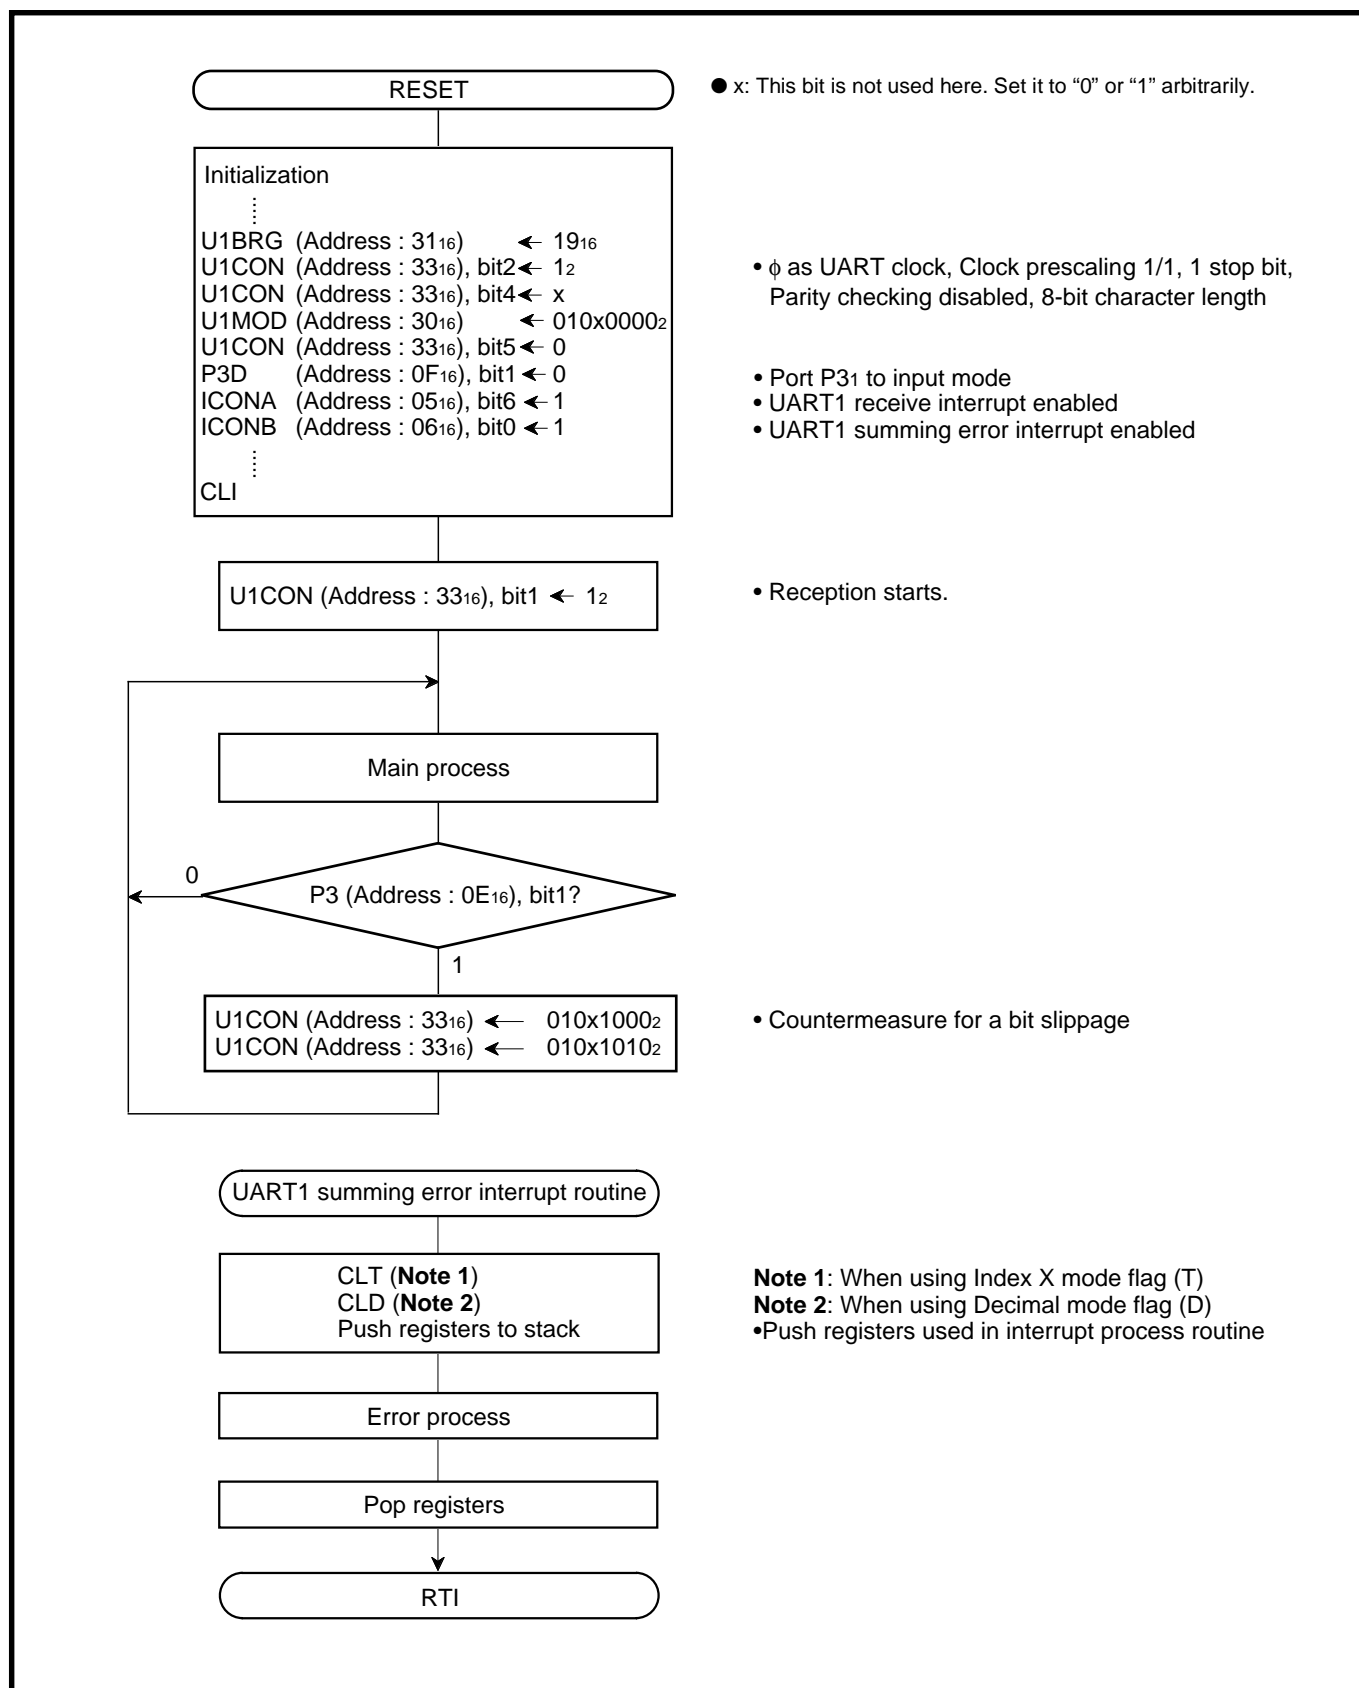 RESET
● x: This bit is not used here. Set it to “0” or “1” arbitrarily.
Initialization
U1BRG (Address : 3116) ← 1916
U1CON (Address : 3316), bit2 ← 12
U1CON (Address : 3316), bit4 ← x
U1MOD (Address : 3016) ← 010x00002
U1CON (Address : 3316), bit5 ← 0
P3D (Address : 0F16), bit1 ← 0
ICONA (Address : 0516), bit6 ← 1
ICONB (Address : 0616), bit0 ← 1
CLI
• ϕ as UART clock, Clock prescaling 1/1, 1 stop bit,
Parity checking disabled, 8-bit character length
• Port P31 to input mode
• UART1 receive interrupt enabled
• UART1 summing error interrupt enabled
U1CON (Address : 3316), bit1 ← 12
• Reception starts.
Main process
0
P3 (Address : 0E16), bit1?
1
U1CON (Address : 3316) ← 010x10002
U1CON (Address : 3316) ← 010x10102
• Countermeasure for a bit slippage
UART1 summing error interrupt routine
CLT (Note 1)
CLD (Note 2)
Push registers to stack
Note 1: When using Index X mode flag (T)
Note 2: When using Decimal mode flag (D)
•Push registers used in interrupt process routine
Error process
Pop registers
RTI